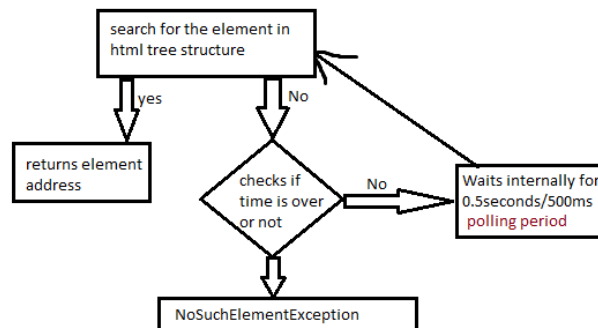 search for the element in
html tree structure
yes
No
returns element
address
checks if
time is over
or not
No
Waits internally for
0.5seconds/500ms
polling period
NoSuchElementException